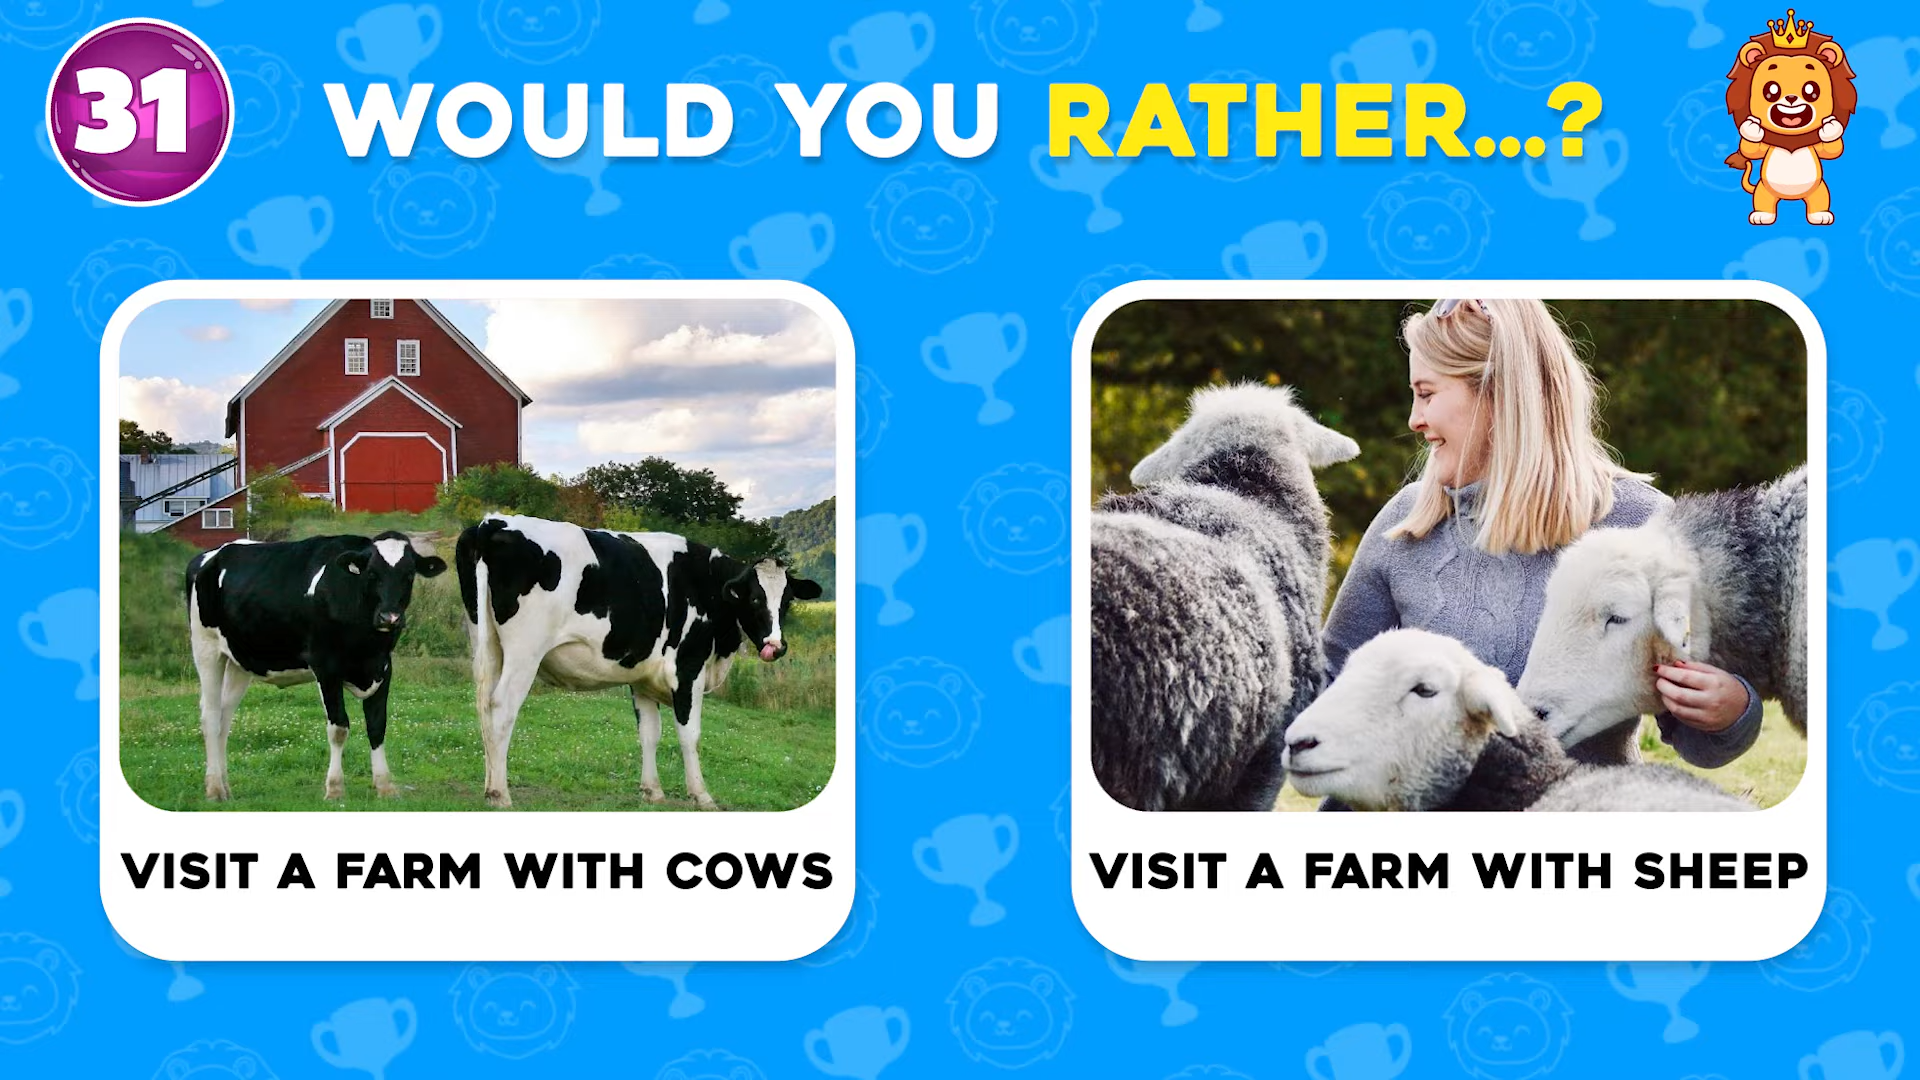 31
WOULD YOU RATHER...?
VISIT A FARM WITH COWS
VISIT A FARM WITH SHEEP